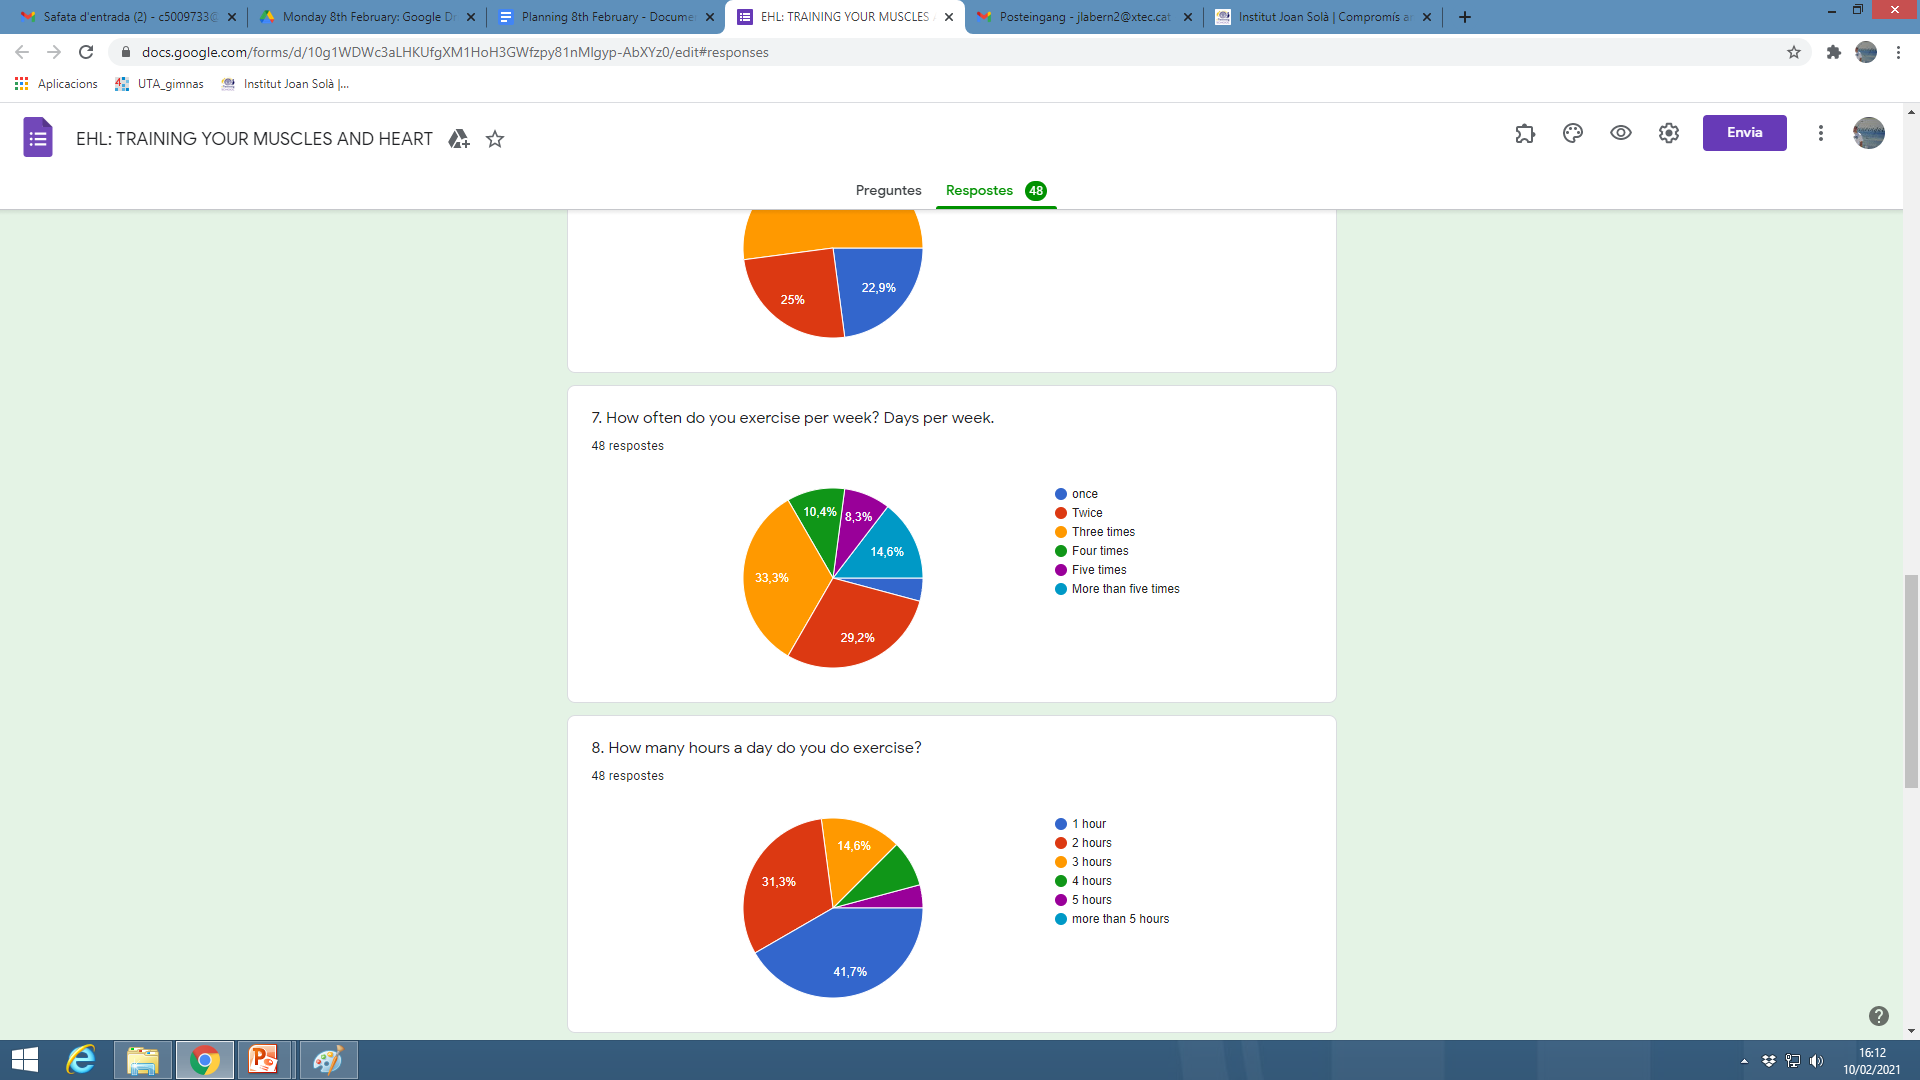 Safata d'entrada (2) - c5009733@
Monday 8th February: Google Dr
Planning 8th February - Docume
EHL: TRAINING YOUR MUSCLES A
Posteingang - jlabern2@xtec.cat
Institut Joan Solà | Compromís a
docs.google.com/forms/d/10g1WDWc3aLHKUfgXM1HoH3GWfzpy81nMlgyp-AbXYz0/edit#responses
Aplicacions
UTA_gimnas
Institut Joan Solà |...
EHL: TRAINING YOUR MUSCLES AND HEART
Envia
Preguntes
Respostes 48
25%
22,9%
7. How often do you exercise per week? Days per week.
48 respostes
10,4%
8,3%
14,6%
33,3%
29,2%
once
Twice
Three times
Four times
Five times
More than five times
8. How many hours a day do you do exercise?
48 respostes
14,6%
31,3%
41,7%
1 hour
2 hours
3 hours
4 hours
5 hours
more than 5 hours
16:12
10/02/2021